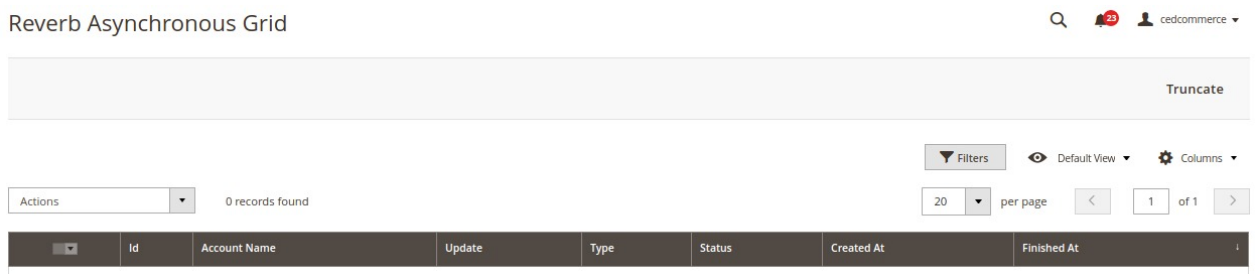 Reverb Asynchronous Grid
23
cedcommerce
Truncate
Filters
Default View
Columns
Actions
0 records found
20
per page
1
of 1
Id
Account Name
Update
Type
Status
Created At
Finished At